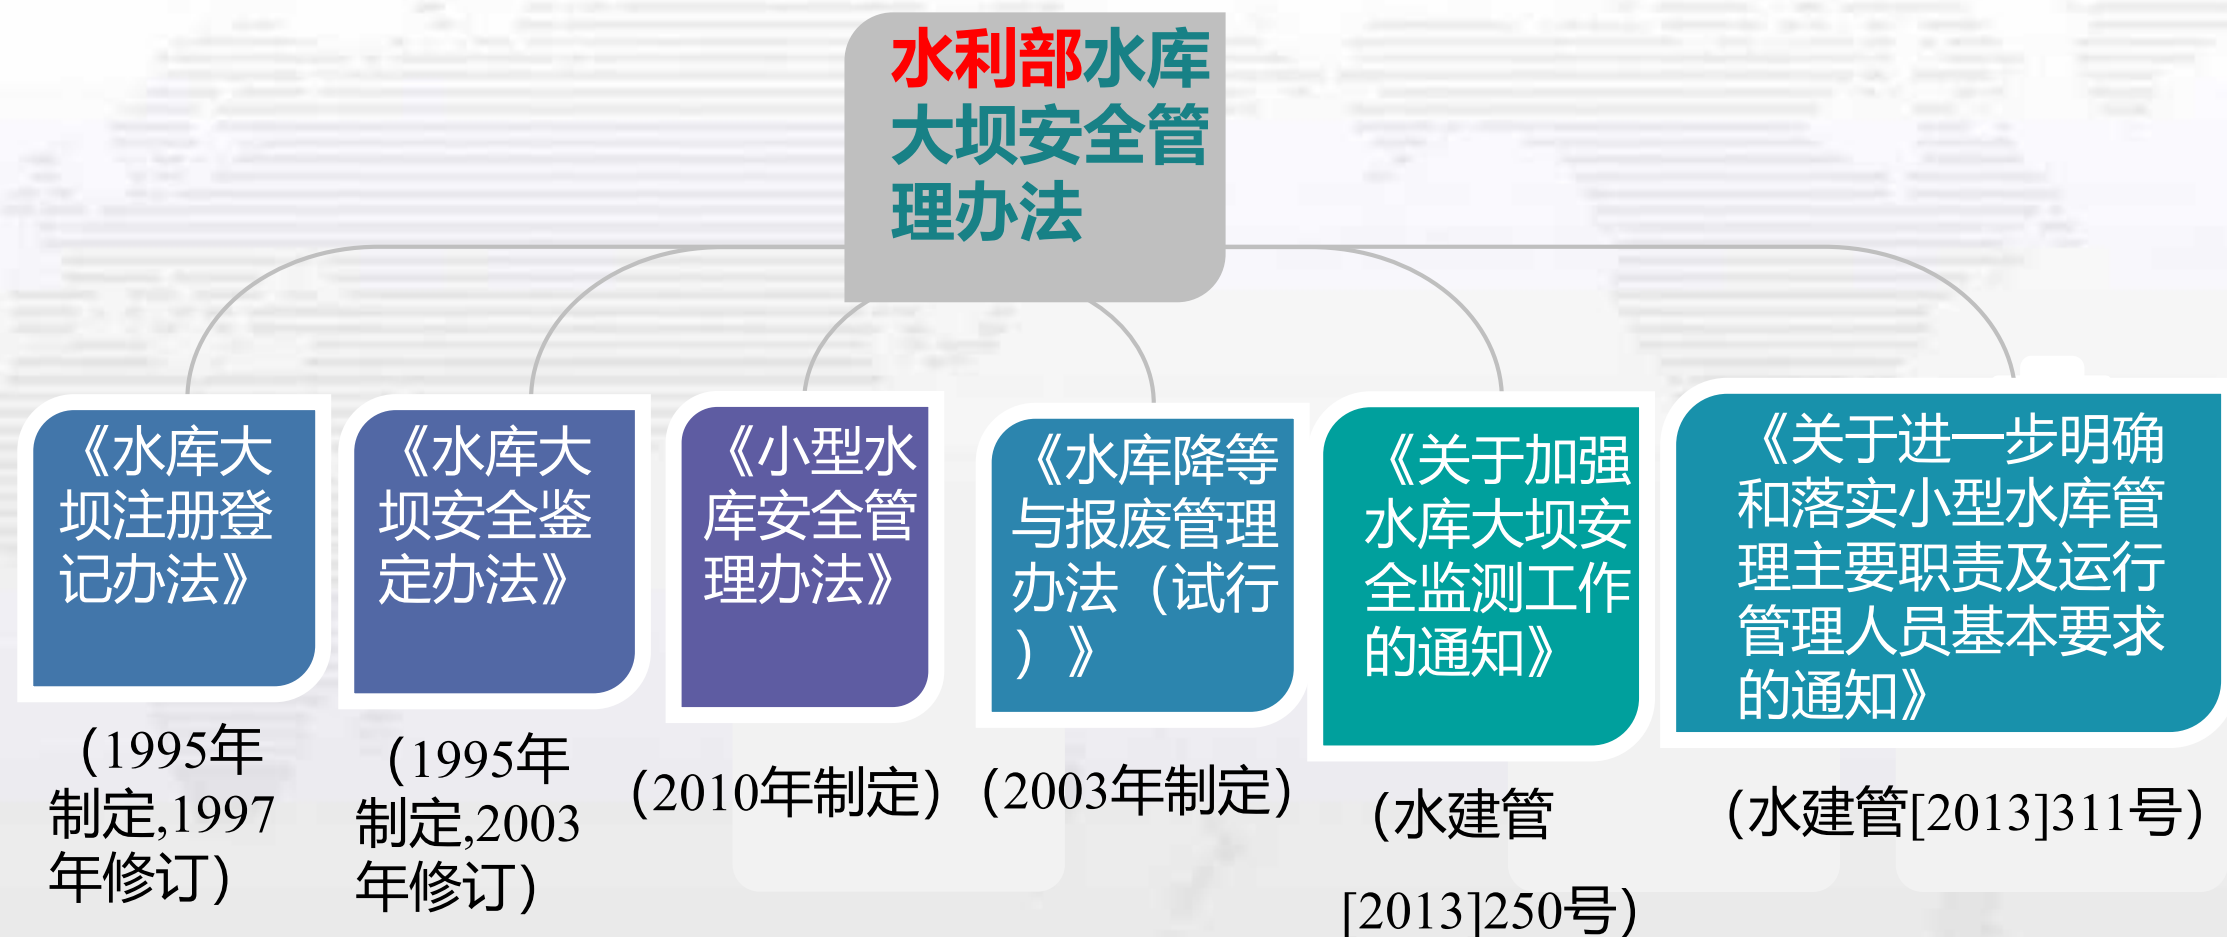 水利部水库
大坝安全管
理办法
《水库大
坝注册登
记办法》
《水库大
坝安全鉴
定办法》
《小型水
库安全管
理办法》
《水库降等
与报废管理
办法（试行
）》
《关于加强
水库大坝安
全监测工作
的通知》
《关于进一步明确
和落实小型水库管
理主要职责及运行
管理人员基本要求
的通知》
（1995年
制定,1997
年修订）
（1995年
制定,2003
年修订）
（2010年制定）
（2003年制定）
（水建管
[2013]250号）
（水建管[2013]311号）